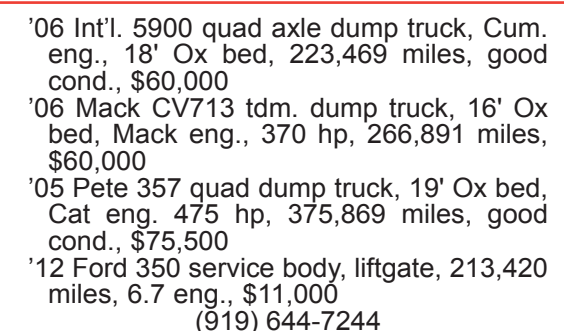 ’06 Int’l. 5900 quad axle dump truck, Cum.
eng., 18' Ox bed, 223,469 miles, good
cond., $60,000
’06 Mack CV713 tdm. dump truck, 16' Ox
bed, Mack eng., 370 hp, 266,891 miles,
$60,000
’05 Pete 357 quad dump truck, 19' Ox bed,
Cat eng. 475 hp, 375,869 miles, good
cond., $75,500
’12 Ford 350 service body, liftgate, 213,420
miles, 6.7 eng., $11,000
(919) 644-7244